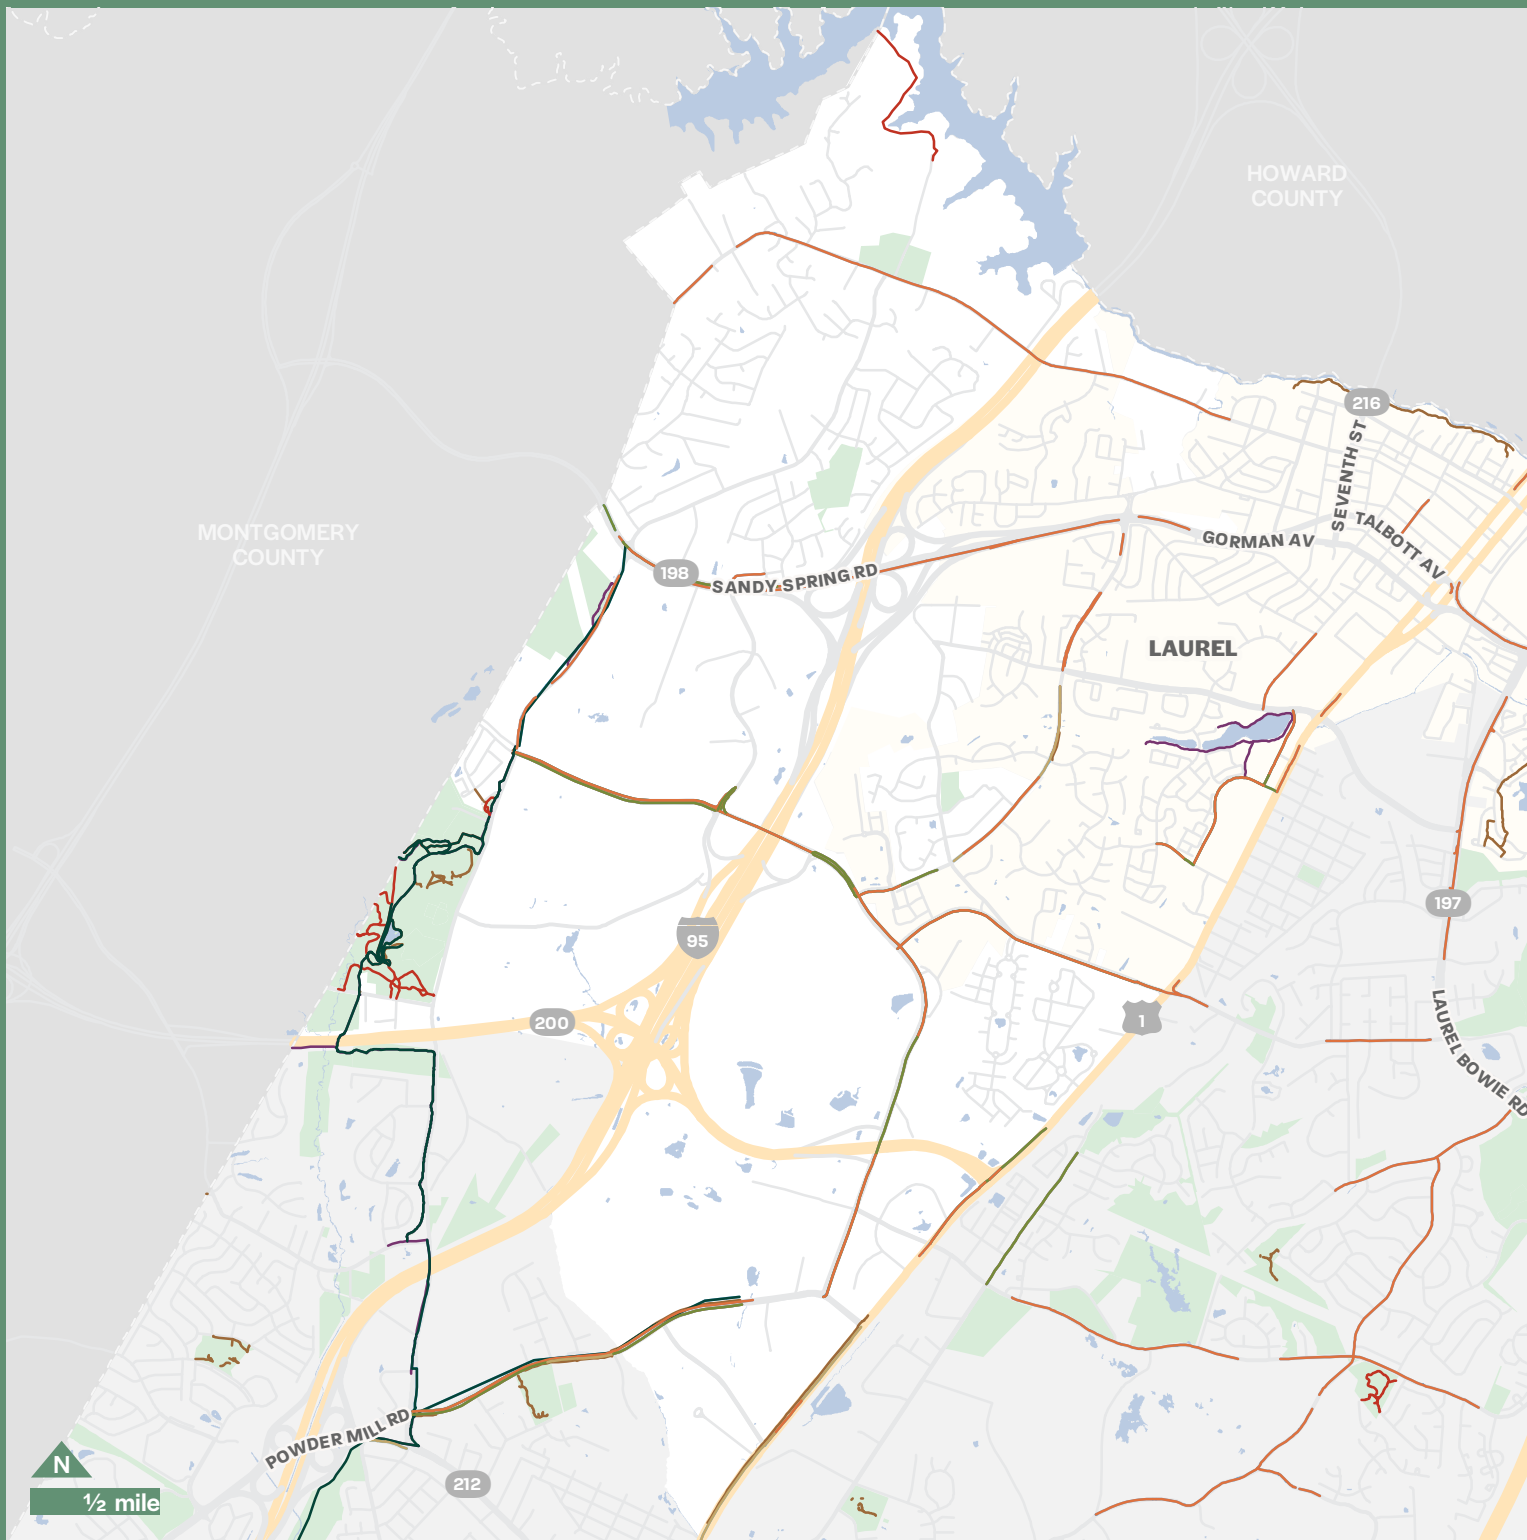 HOWARD
COUNTY
216
SEVENTH ST
TALBOTT AV
GORMAN AV
MONTGOMERY
COUNTY
198
SANDY SPRING RD
LAUREL
197
95
200
1
LAUREL BOWIE RD
POWDER MILL RD
212
N
½ mile